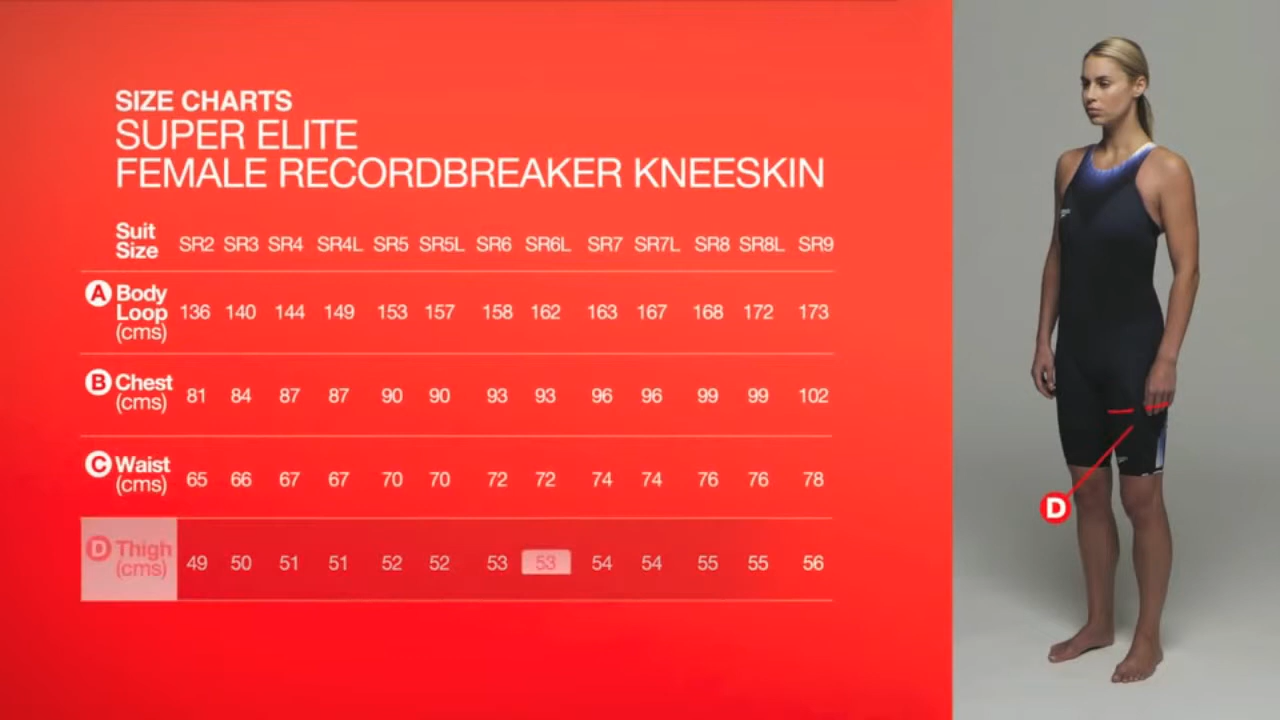 SIZE CHARTS
SUPER ELITE
FEMALE RECORDBREAKER KNEESKIN
Suit Size SR2 SR3 SR4 SR4L SR5 SR5L SR6 SR6L SR7 SR7L SR8 SR8L SR9
A Body Loop (cms) 136 140 144 149 153 157 158 162 163 167 168 172 173
B Chest (cms) 81 84 87 87 90 90 93 93 96 96 99 99 102
C Waist (cms) 65 66 67 67 70 70 72 72 74 74 76 76 78
D Thigh (cms) 49 50 51 51 52 52 53 53 54 54 55 55 56
D